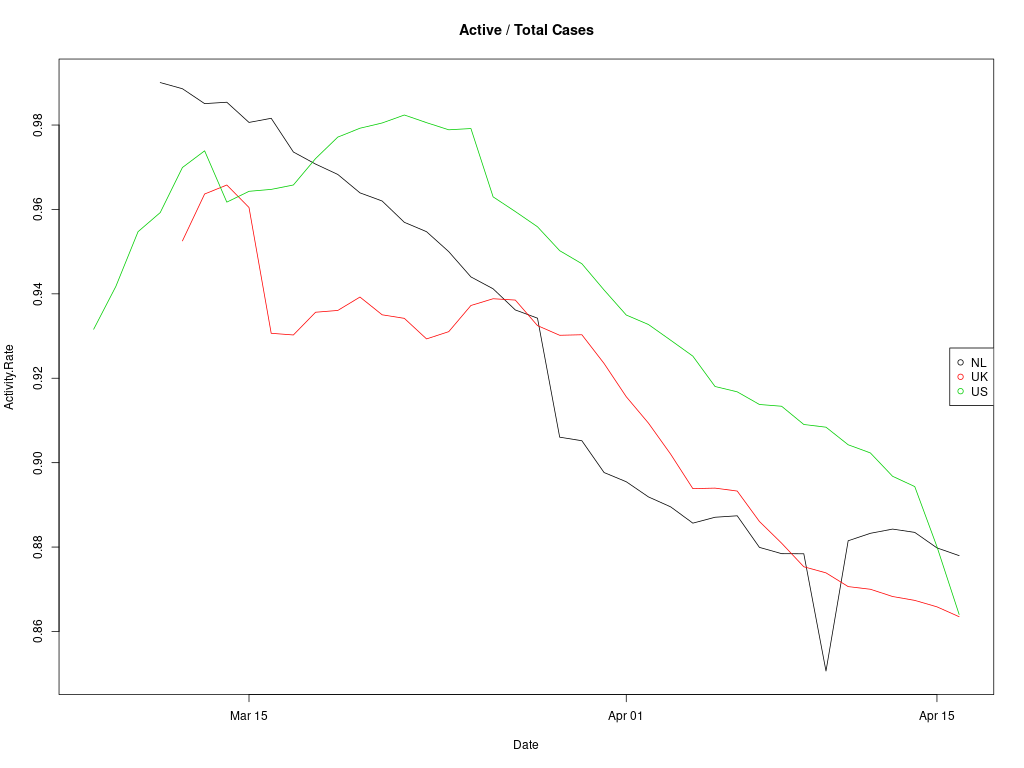 Active / Total Cases
Activity.Rate
0.98
0.96
0.94
0.92
0.90
0.88
0.86
NL
UK
US
Mar 15
Apr 01
Apr 15
Date